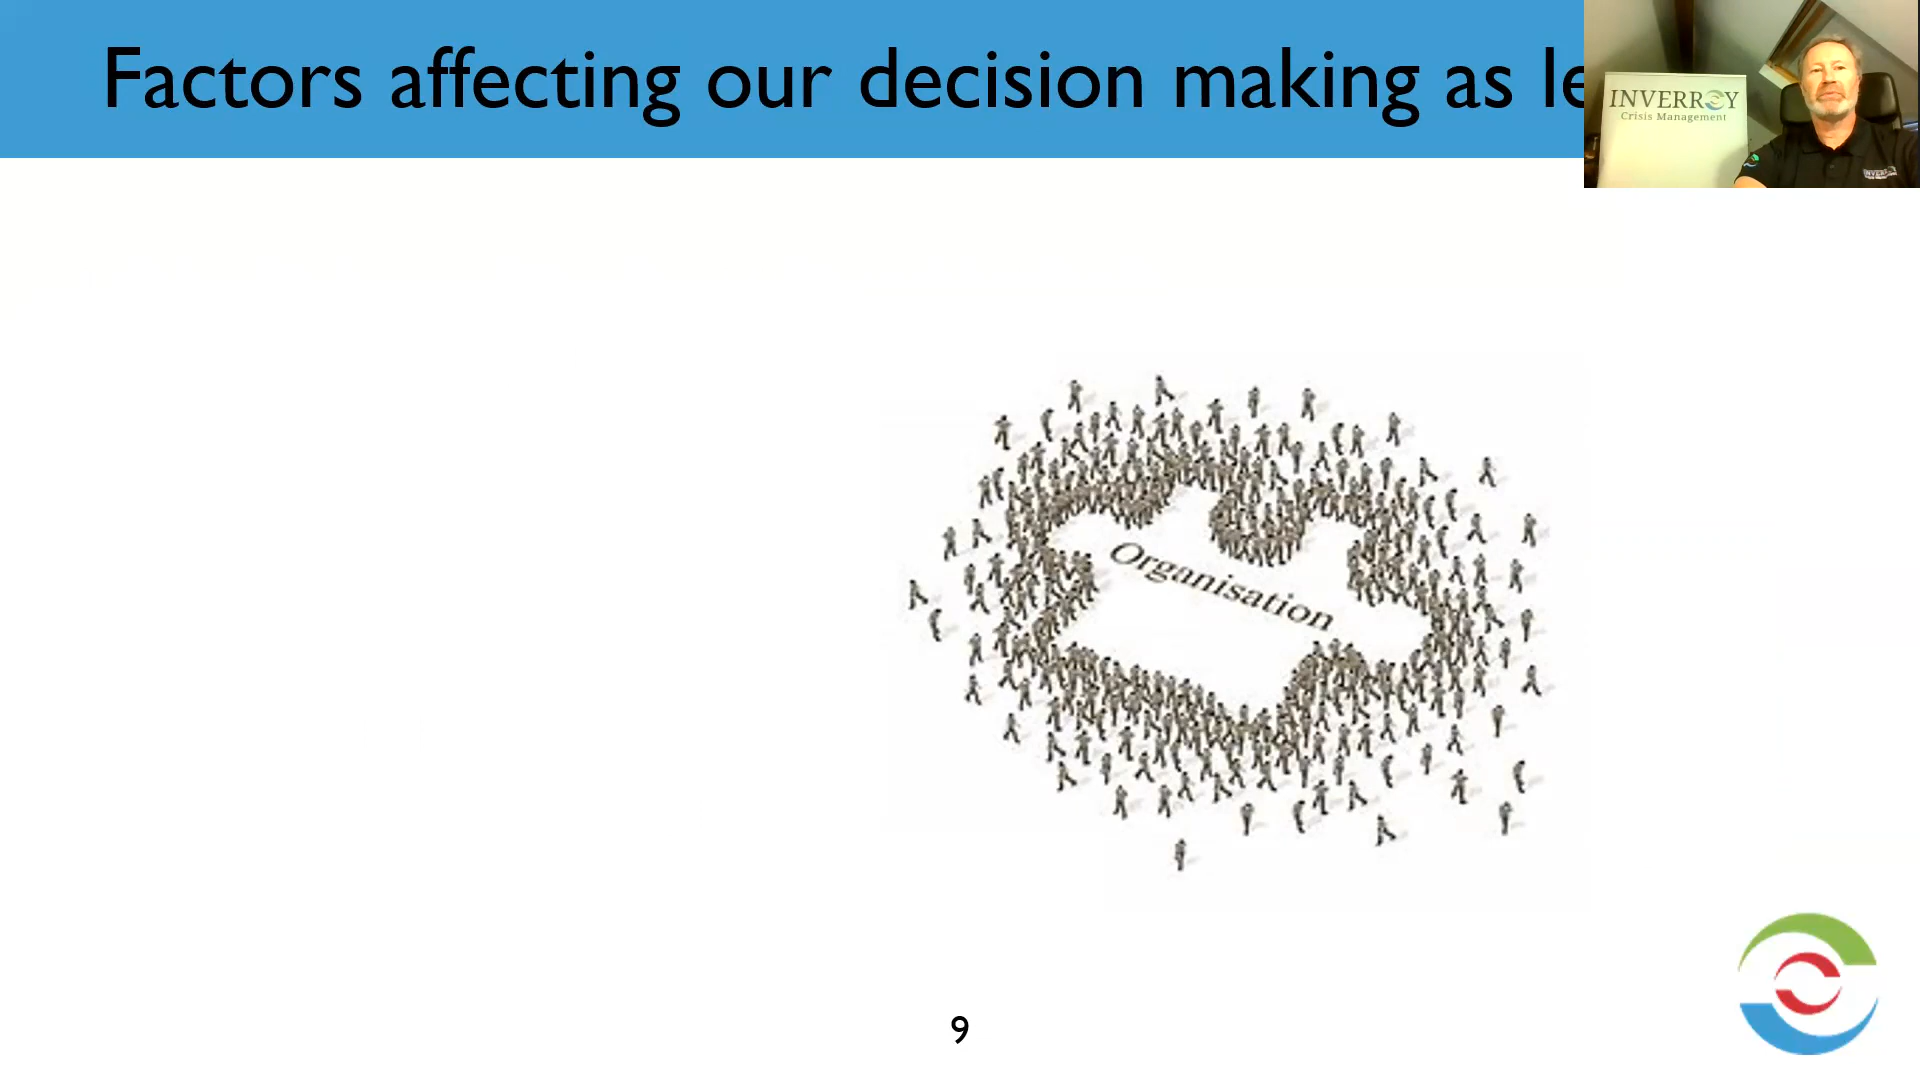 Factors affecting our decision making as le
INVERROY
Crisis Management
Organisation
9